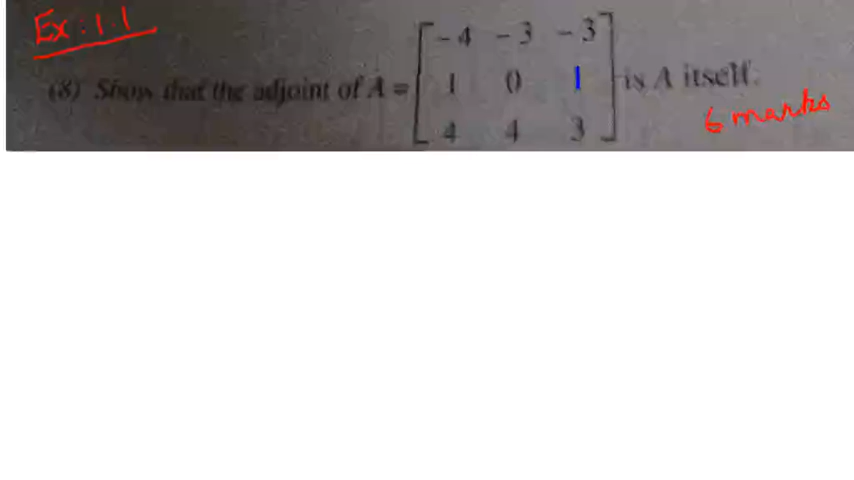 Ex : 1.1
(8) Show that the adjoint of A = [ -4 -3 -3
1 0 1
4 4 3 ] is A itself.
6 marks